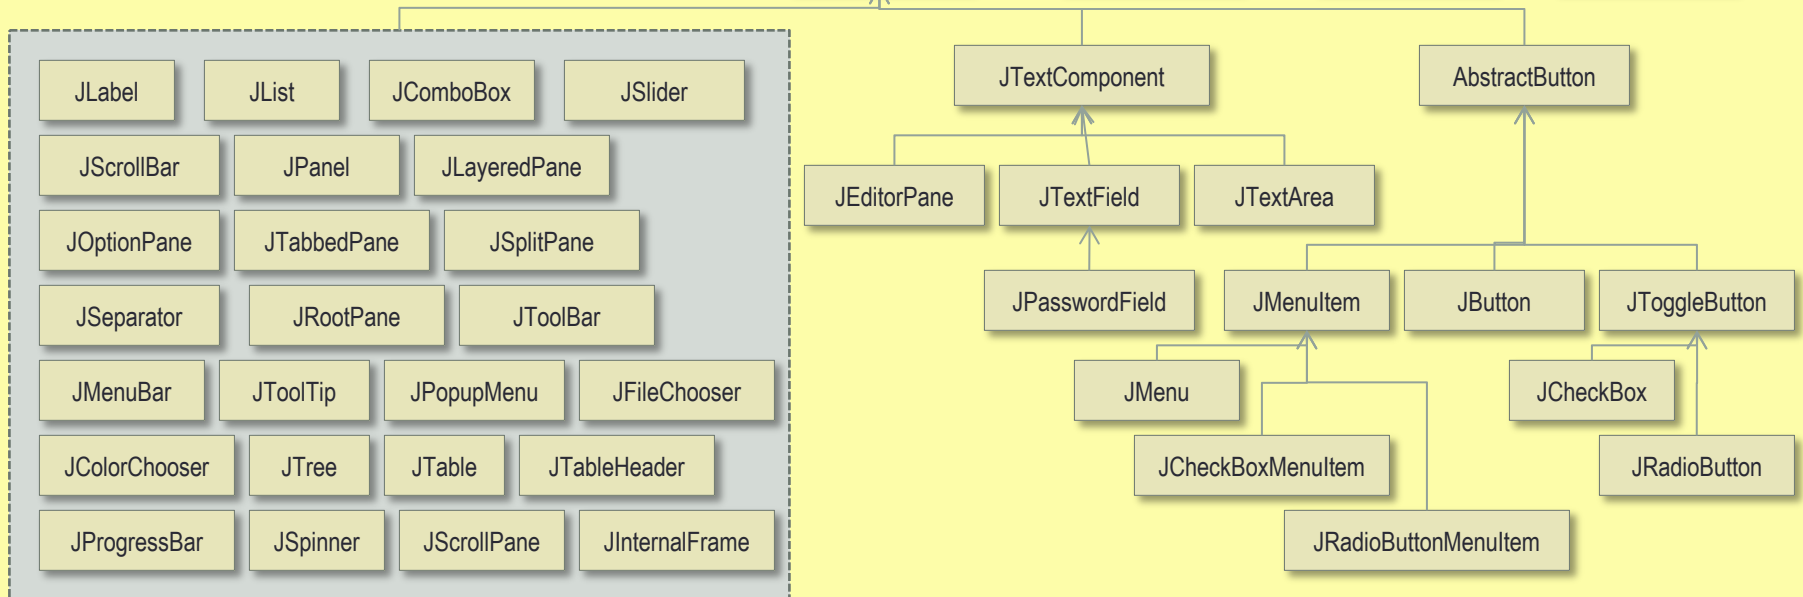 JLabel
JList
JComboBox
JSlider
JScrollBar
JPanel
JLayeredPane
JOptionPane
JTabbedPane
JSplitPane
JSeparator
JRootPane
JToolBar
JMenuBar
JToolTip
JPopupMenu
JFileChooser
JColorChooser
JTree
JTable
JTableHeader
JProgressBar
JSpinner
JScrollPane
JInternalFrame
JTextComponent
AbstractButton
JEditorPane
JTextField
JTextArea
JPasswordField
JMenuItem
JButton
JToggleButton
JMenu
JCheckBox
JCheckBoxMenuItem
JRadioButton
JRadioButtonMenuItem